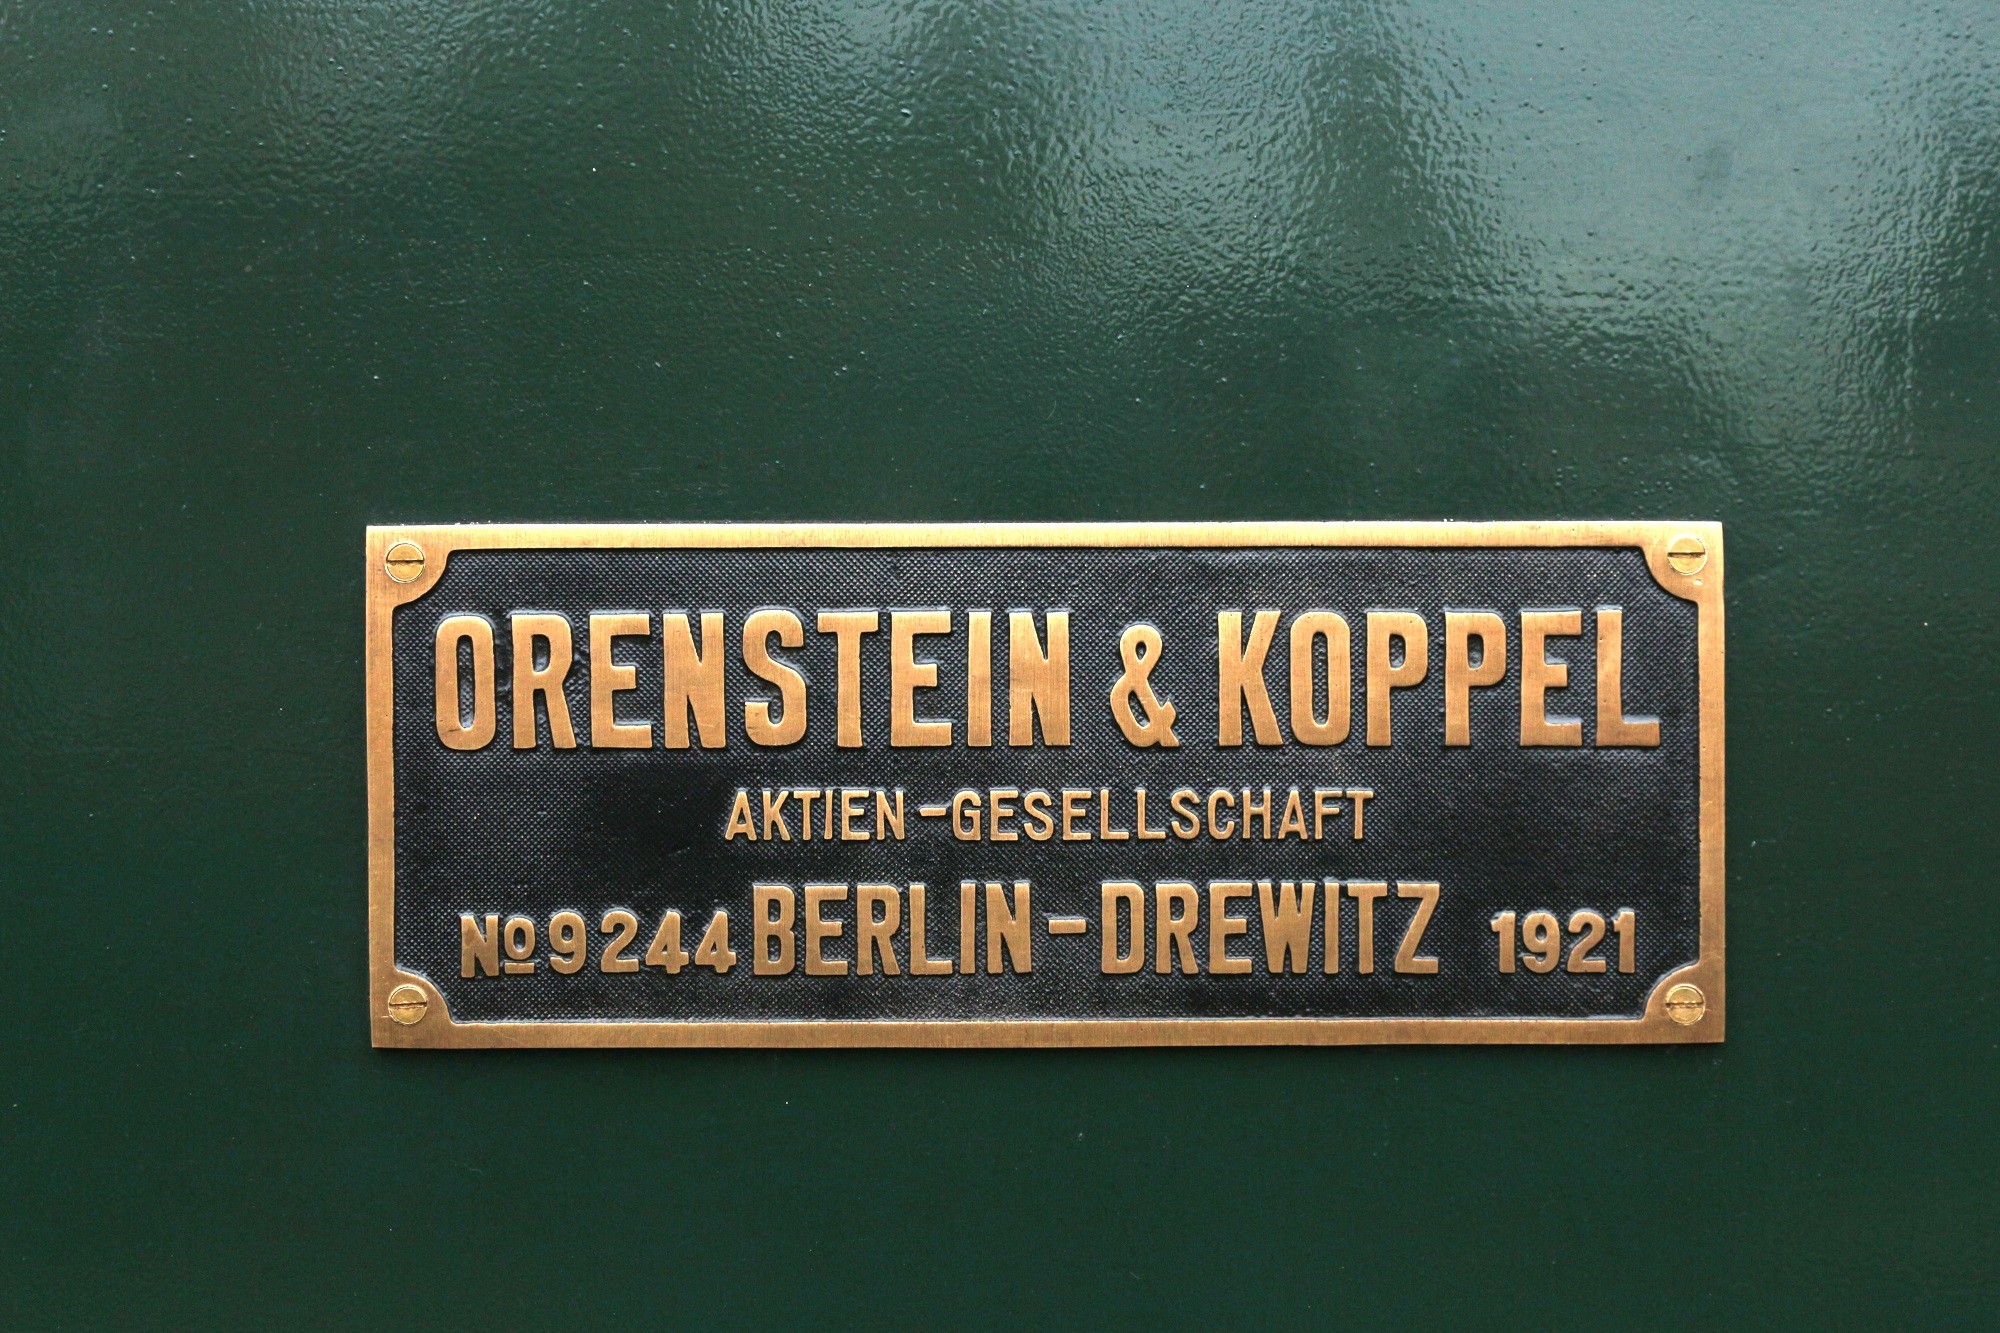 ORENSTEIN & KOPPEL
AKTIEN-GESELLSCHAFT
No 9244 BERLIN-DREWITZ 1921